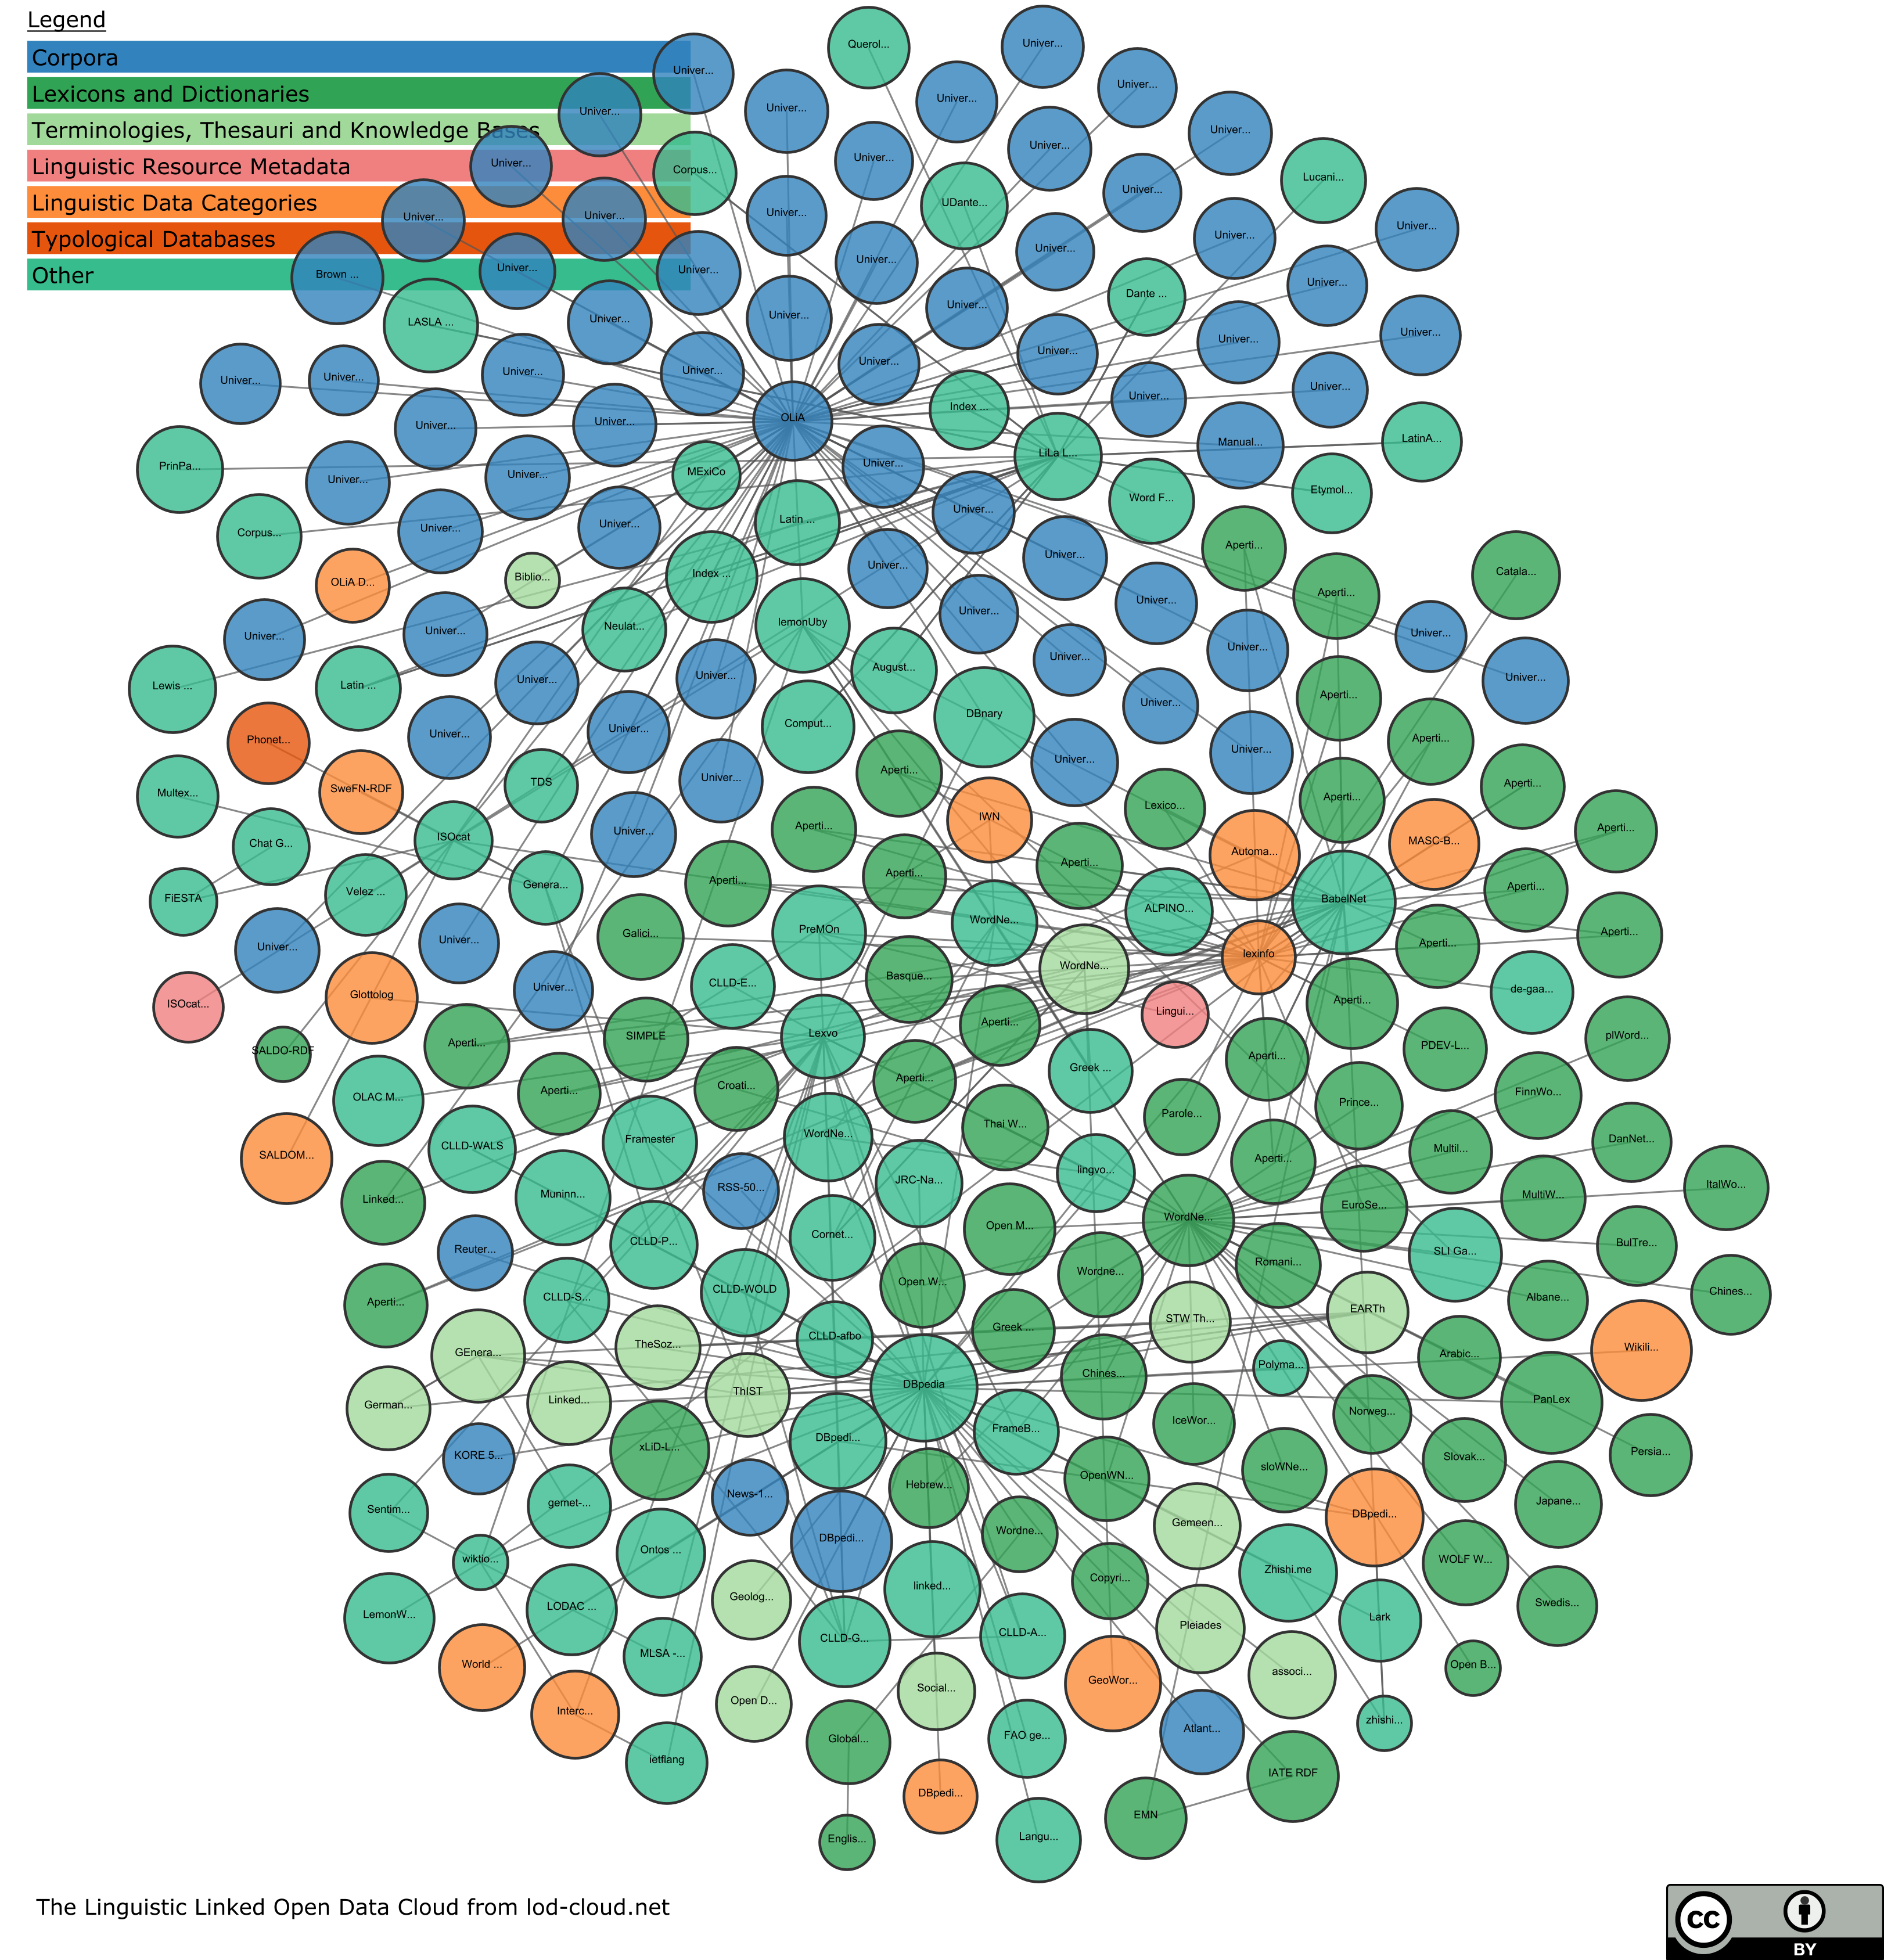 Legend
Corpora
Lexicons and Dictionaries
Terminologies, Thesauri and Knowledge Bases
Linguistic Resource Metadata
Linguistic Data Categories
Typological Databases
Other
Querol...
Univer...
Univer...
Univer...
Univer...
Univer...
Univer...
Univer...
Univer...
Univer...
Univer...
Corpus...
Univer...
Lucani...
Univer...
UDante...
Univer...
Univer...
Univer...
Univer...
Univer...
Univer...
Univer...
Univer...
Univer...
Brown ...
Univer...
Dante ...
Univer...
Univer...
Univer...
LASLA ...
Univer...
Univer...
Univer...
Univer...
Univer...
Univer...
Univer...
Univer...
Univer...
Univer...
Univer...
Index ...
OLiA
Univer...
Univer...
Manual...
LatinA...
LiLa L...
PrinPa...
Univer...
MExiCo
Univer...
Univer...
Etymol...
Word F...
Univer...
Latin ...
Univer...
Univer...
Corpus...
Aperti...
Univer...
Univer...
Catala...
Index ...
Biblio...
OLiA D...
Aperti...
Univer...
Univer...
lemonUby
Neulat...
Univer...
Univer...
Univer...
Univer...
Univer...
August...
Univer...
Univer...
Univer...
Lewis ...
Latin ...
Aperti...
Univer...
DBnary
Comput...
Univer...
Univer...
Phonet...
Aperti...
Univer...
Univer...
Aperti...
Univer...
TDS
Aperti...
SweFN-RDF
Multex...
Aperti...
Lexico...
IWN
Aperti...
Aperti...
Univer...
ISOcat
MASC-B...
Chat G...
Automa...
Aperti...
Aperti...
Aperti...
Genera...
Aperti...
Velez ...
FiESTA
BabelNet
ALPINO...
WordNe...
PreMOn
Aperti...
Galici...
Univer...
Aperti...
Univer...
lexinfo
WordNe...
Basque...
CLLD-E...
Univer...
de-gaa...
Glottolog
Aperti...
ISOcat...
Lingui...
Aperti...
Lexvo
SIMPLE
plWord...
Aperti...
PDEV-L...
SALDO-RDF
Aperti...
Greek ...
Aperti...
Croati...
Aperti...
FinnWo...
OLAC M...
Prince...
Parole...
Thai W...
WordNe...
Framester
CLLD-WALS
DanNet...
Multil...
SALDOM...
Aperti...
lingvo...
JRC-Na...
RSS-50...
ItalWo...
Muninn...
MultiW...
Linked...
EuroSe...
WordNe...
Open M...
Cornet...
CLLD-P...
BulTre...
Reuter...
SLI Ga...
Romani...
Wordne...
Open W...
CLLD-WOLD
Chines...
CLLD-S...
Albane...
Aperti...
EARTh
STW Th...
Greek ...
CLLD-afbo
TheSoz...
Wikili...
GEnera...
Arabic...
Polyma...
Chines...
DBpedia
ThIST
Linked...
PanLex
German...
Norweg...
IceWor...
FrameB...
DBpedi...
xLiD-L...
Persia...
KORE 5...
Slovak...
sloWNe...
OpenWN...
Hebrew...
News-1...
gemet-...
Japane...
Sentim...
DBpedi...
Gemeen...
Wordne...
DBpedi...
Ontos ...
wiktio...
WOLF W...
Zhishi.me
Copyri...
linked...
Geolog...
LODAC ...
Swedis...
LemonW...
Lark
Pleiades
CLLD-A...
CLLD-G...
MLSA -...
World ...
Open B...
associ...
GeoWor...
Social...
Open D...
Interc...
zhishi...
Atlant...
FAO ge...
Global...
ietflang
IATE RDF
DBpedi...
EMN
Langu...
Englis...
The Linguistic Linked Open Data Cloud from lod-cloud.net
cc
BY